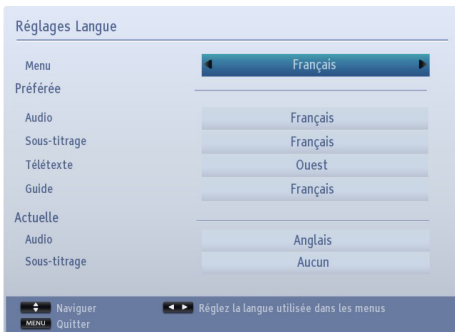 Réglages Langue
Menu Français
Préférée
Audio Français
Sous-titrage Français
Télétexte Ouest
Guide Français
Actuelle
Audio Anglais
Sous-titrage Aucun
Naviguer Réglez la langue utilisée dans les menus
MENU Quitter